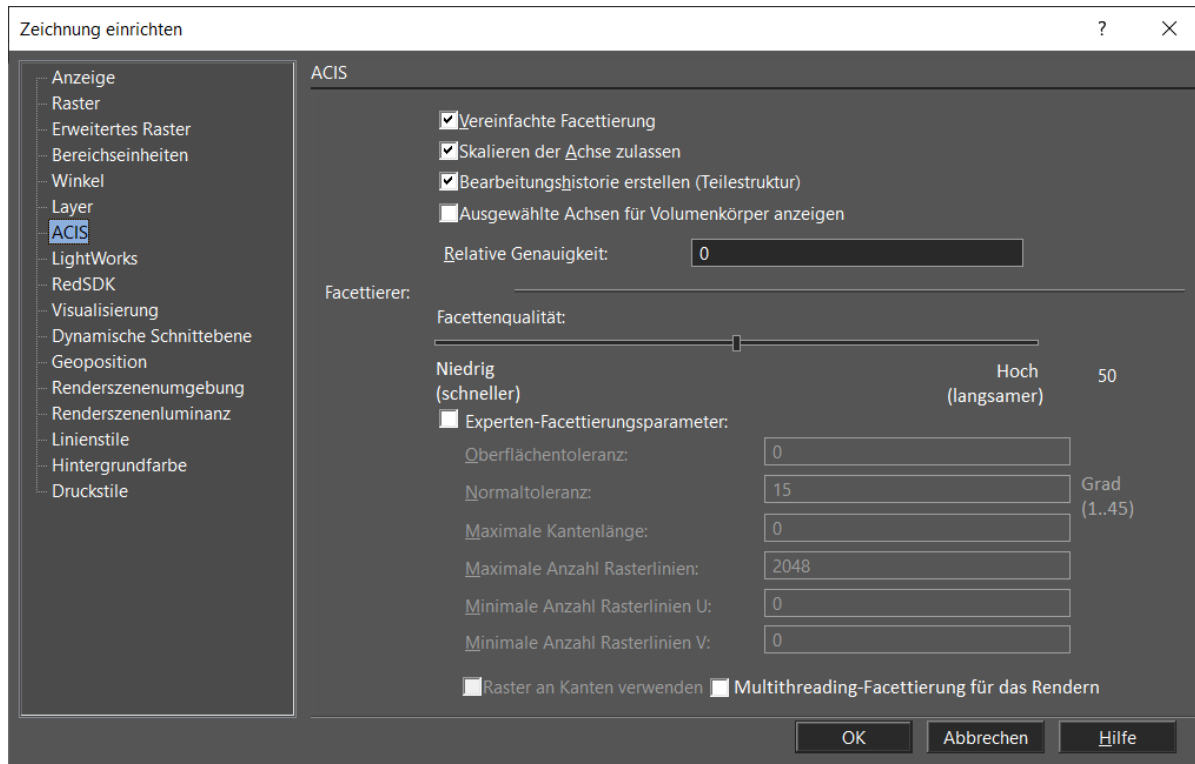 Zeichnung einrichten
?
Anzeige
Raster
Erweitertes Raster
Bereichseinheiten
Winkel
Layer
ACIS
LightWorks
RedSDK
Visualisierung
Dynamische Schnittebene
Geoposition
Renderszenenumgebung
Renderszenenluminanz
Linienstile
Hintergrundfarbe
Druckstile
ACIS
Vereinfachte Facettierung
Skalieren der Achse zulassen
Bearbeitungshistorie erstellen (Teilestruktur)
Ausgewählte Achsen für Volumenkörper anzeigen
Relative Genauigkeit: 0
Facettierer:
Facettenqualität:
Niedrig
(schneller)
Hoch
(langsamer)
50
Experten-Facettierungsparameter:
Oberflächentoleranz: 0
Normaltoleranz: 15
Grad
(1..45)
Maximale Kantenlänge: 0
Maximale Anzahl Rasterlinien: 2048
Minimale Anzahl Rasterlinien U: 0
Minimale Anzahl Rasterlinien V: 0
Raster an Kanten verwenden Multithreading-Facettierung für das Rendern
OK Abbrechen Hilfe